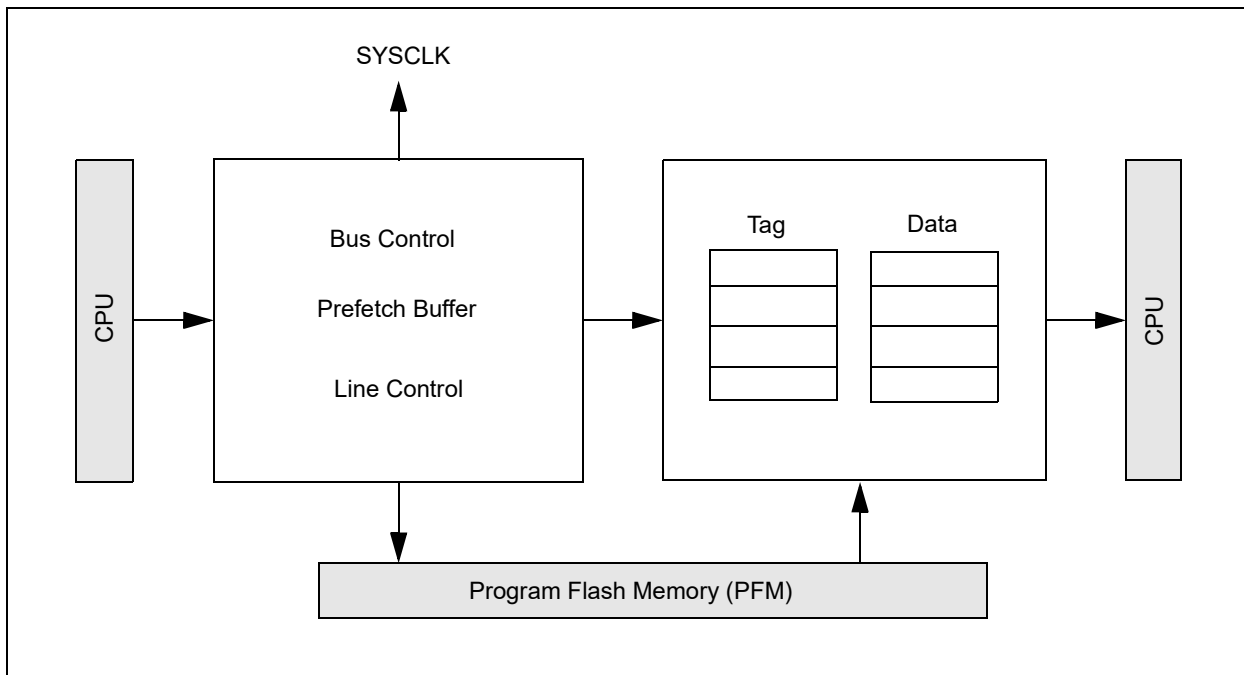 SYSCLK
CPU
Bus Control
Prefetch Buffer
Line Control
Tag
Data
CPU
Program Flash Memory (PFM)